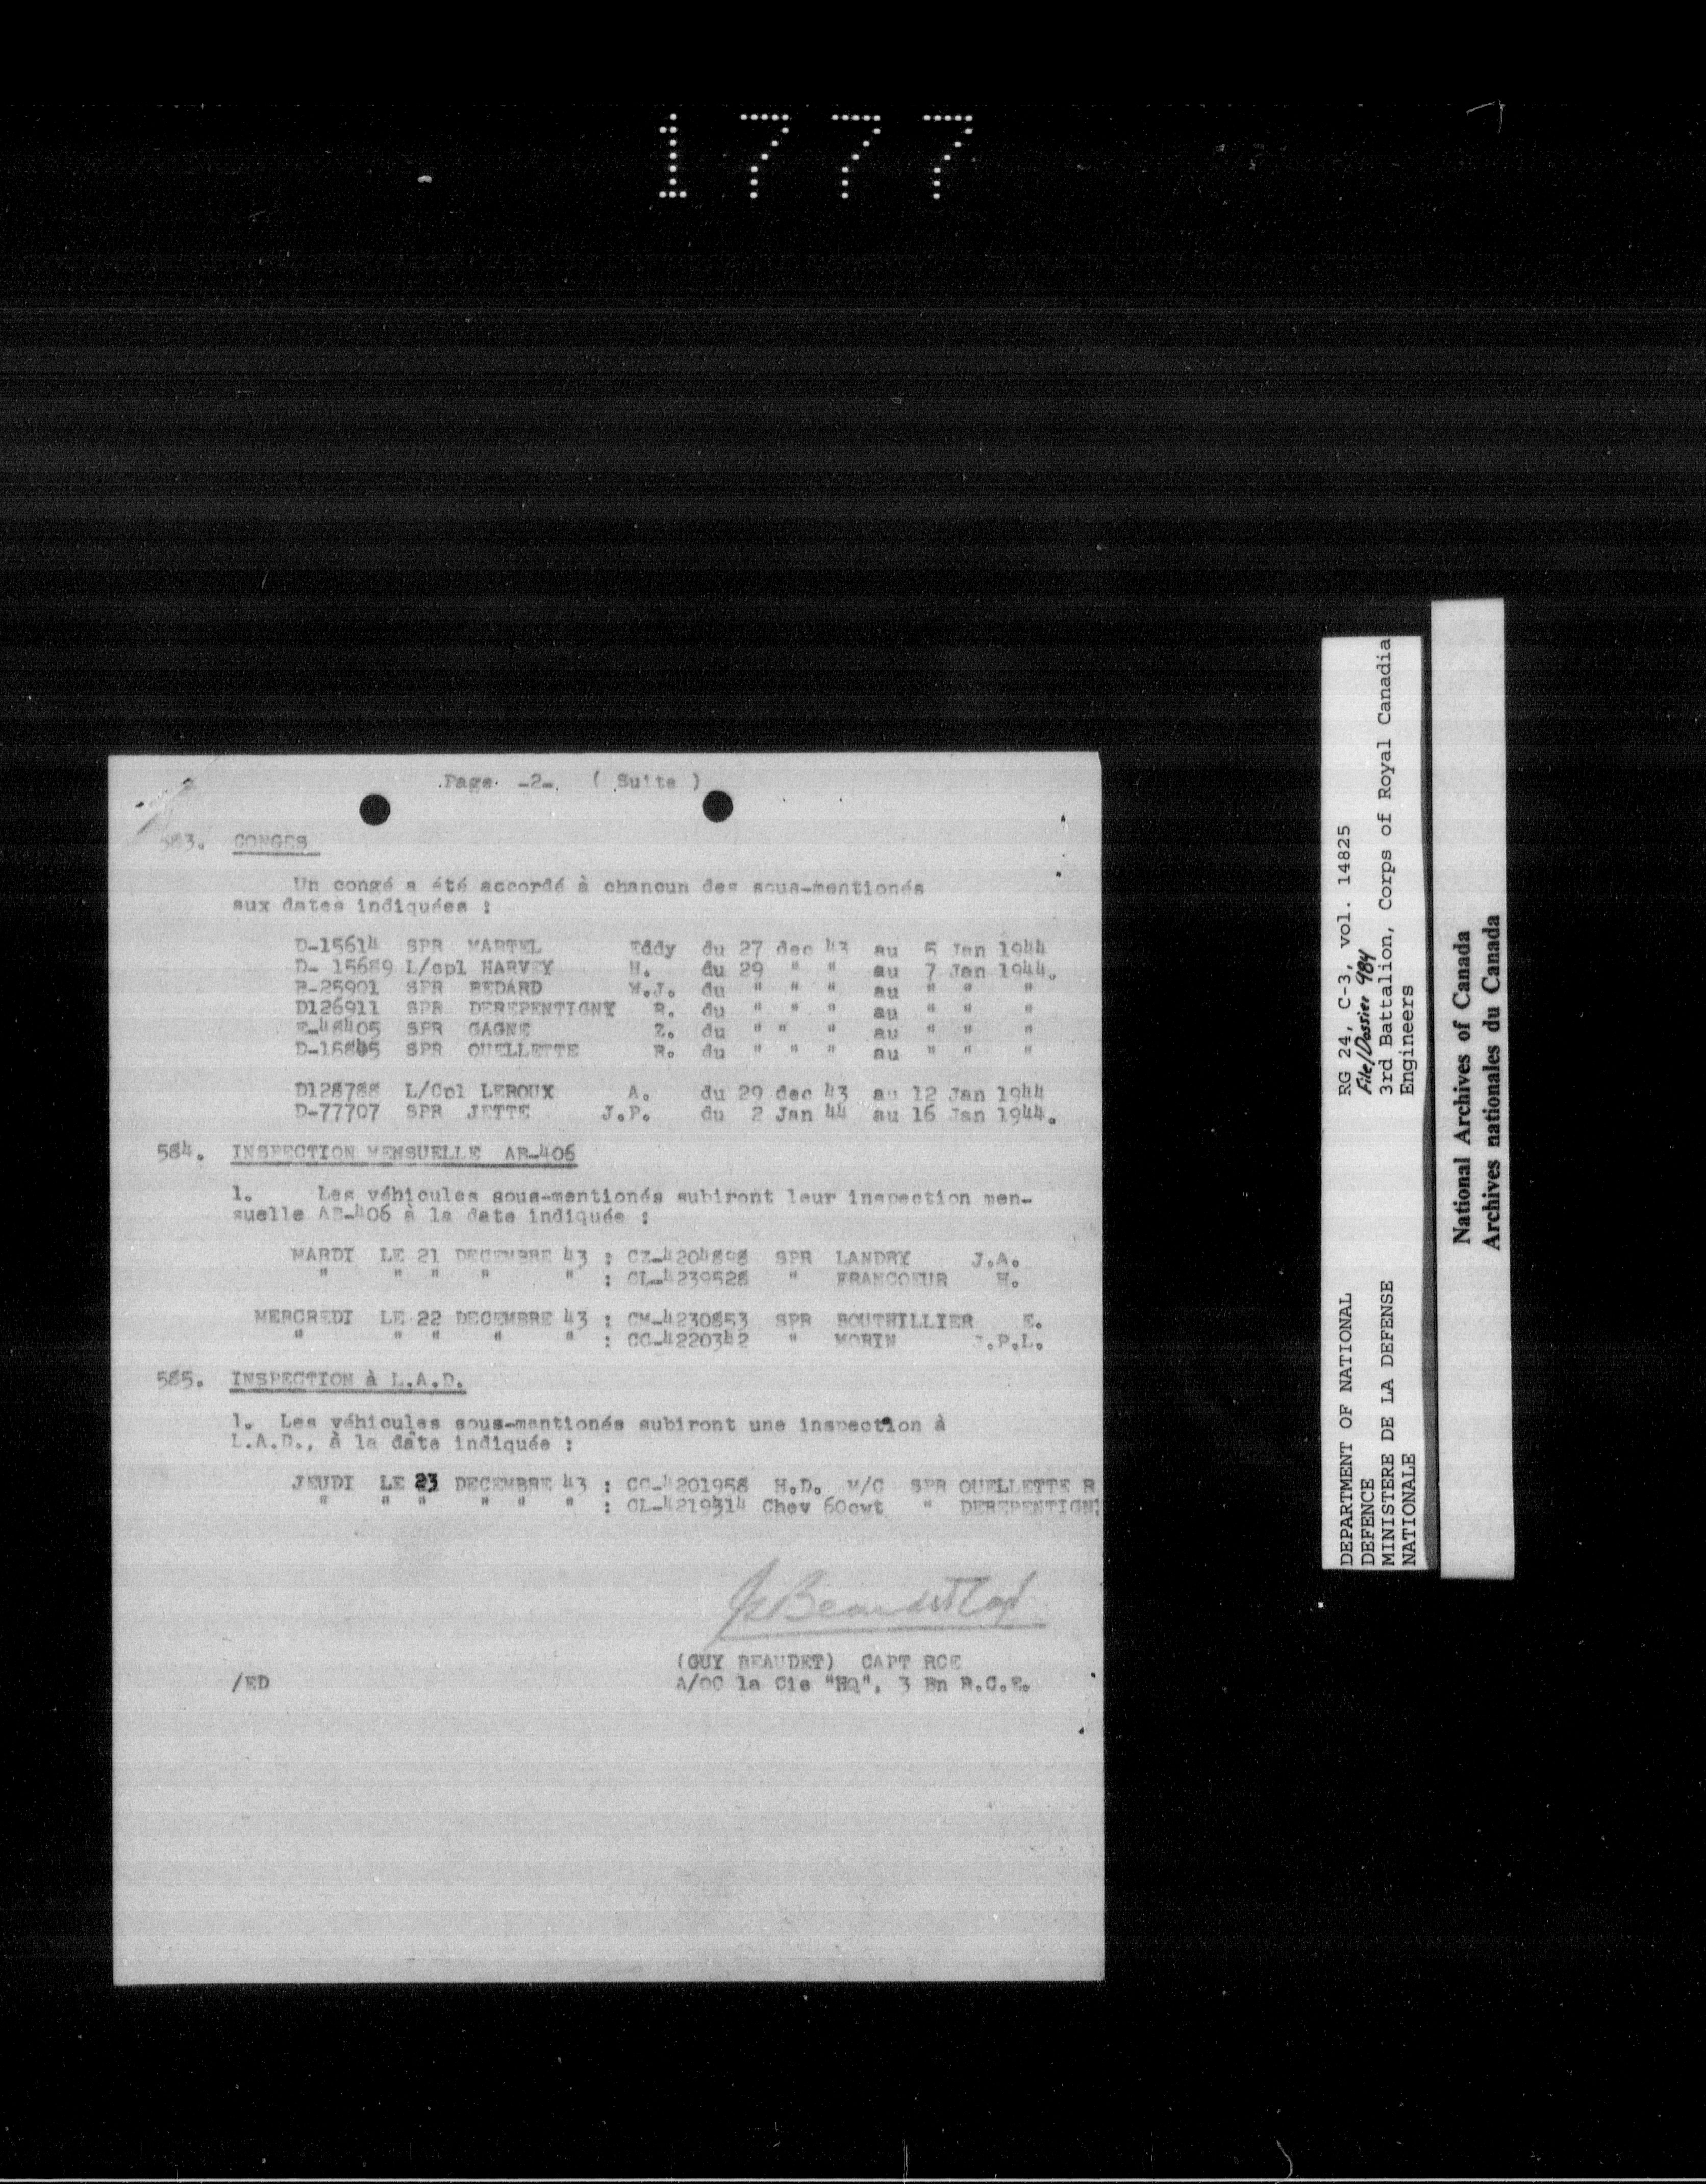 1777
Page -2- ( Suite )
583. CONGES
Un congé a été accordé à chancun des sous-mentionés
aux dates indiquées :
D-15614 SPR MARTEL Eddy du 27 dec 43 au 5 Jan 1944
D- 15689 L/cpl HARVEY H. du 29 " " au 7 Jan 1944.
SPR BEDARD W.J. du " " " au " " "
D126911 SPR DEREPENTIGNY R. du " " " au " " "
SPR GAGNE Z. du " " " au " " "
SPR OUELLETTE R. du " " " au " " "
D128788 L/Cpl LEROUX A. du 29 dec 43 au 12 Jan 1944
D-77707 SPR JETTE J.P. du 2 Jan 44 au 16 Jan 1944.
584. INSPECTION MENSUELLE AB-406
1. Les véhicules sous-mentionés subiront leur inspection men-
suelle AB-406 à la date indiquée :
MARDI LE 21 DECEMBRE 43 : CZ-4204898 SPR LANDRY J.A.
" " " " " : CL-4239528 " FRANCOEUR H.
MERCREDI LE 22 DECEMBRE 43 : CM-4230853 SPR BOUTHILLIER E.
" " " " " : CC-4220342 " MORIN J.P.L.
585. INSPECTION à L.A.D.
1. Les véhicules sous-mentionés subiront une inspection à
L.A.D., à la date indiquée :
JEUDI LE 23 DECEMBRE 43 : CC-4201958 H.D. M/C SPR OUELLETTE R
" " " " " " : CL-4219314 Chev 60cwt " DEREPENTIGNY
(GUY BEAUDET) CAPT RCE
/ED A/OC la Cie "HQ", 3 Bn R.C.E.
RG 24, C-3, vol. 14825
File/Dossier 984
3rd Battalion, Corps of Royal Canadia
Engineers
DEPARTMENT OF NATIONAL
DEFENCE
MINISTERE DE LA DEFENSE
NATIONALE
National Archives of Canada
Archives nationales du Canada